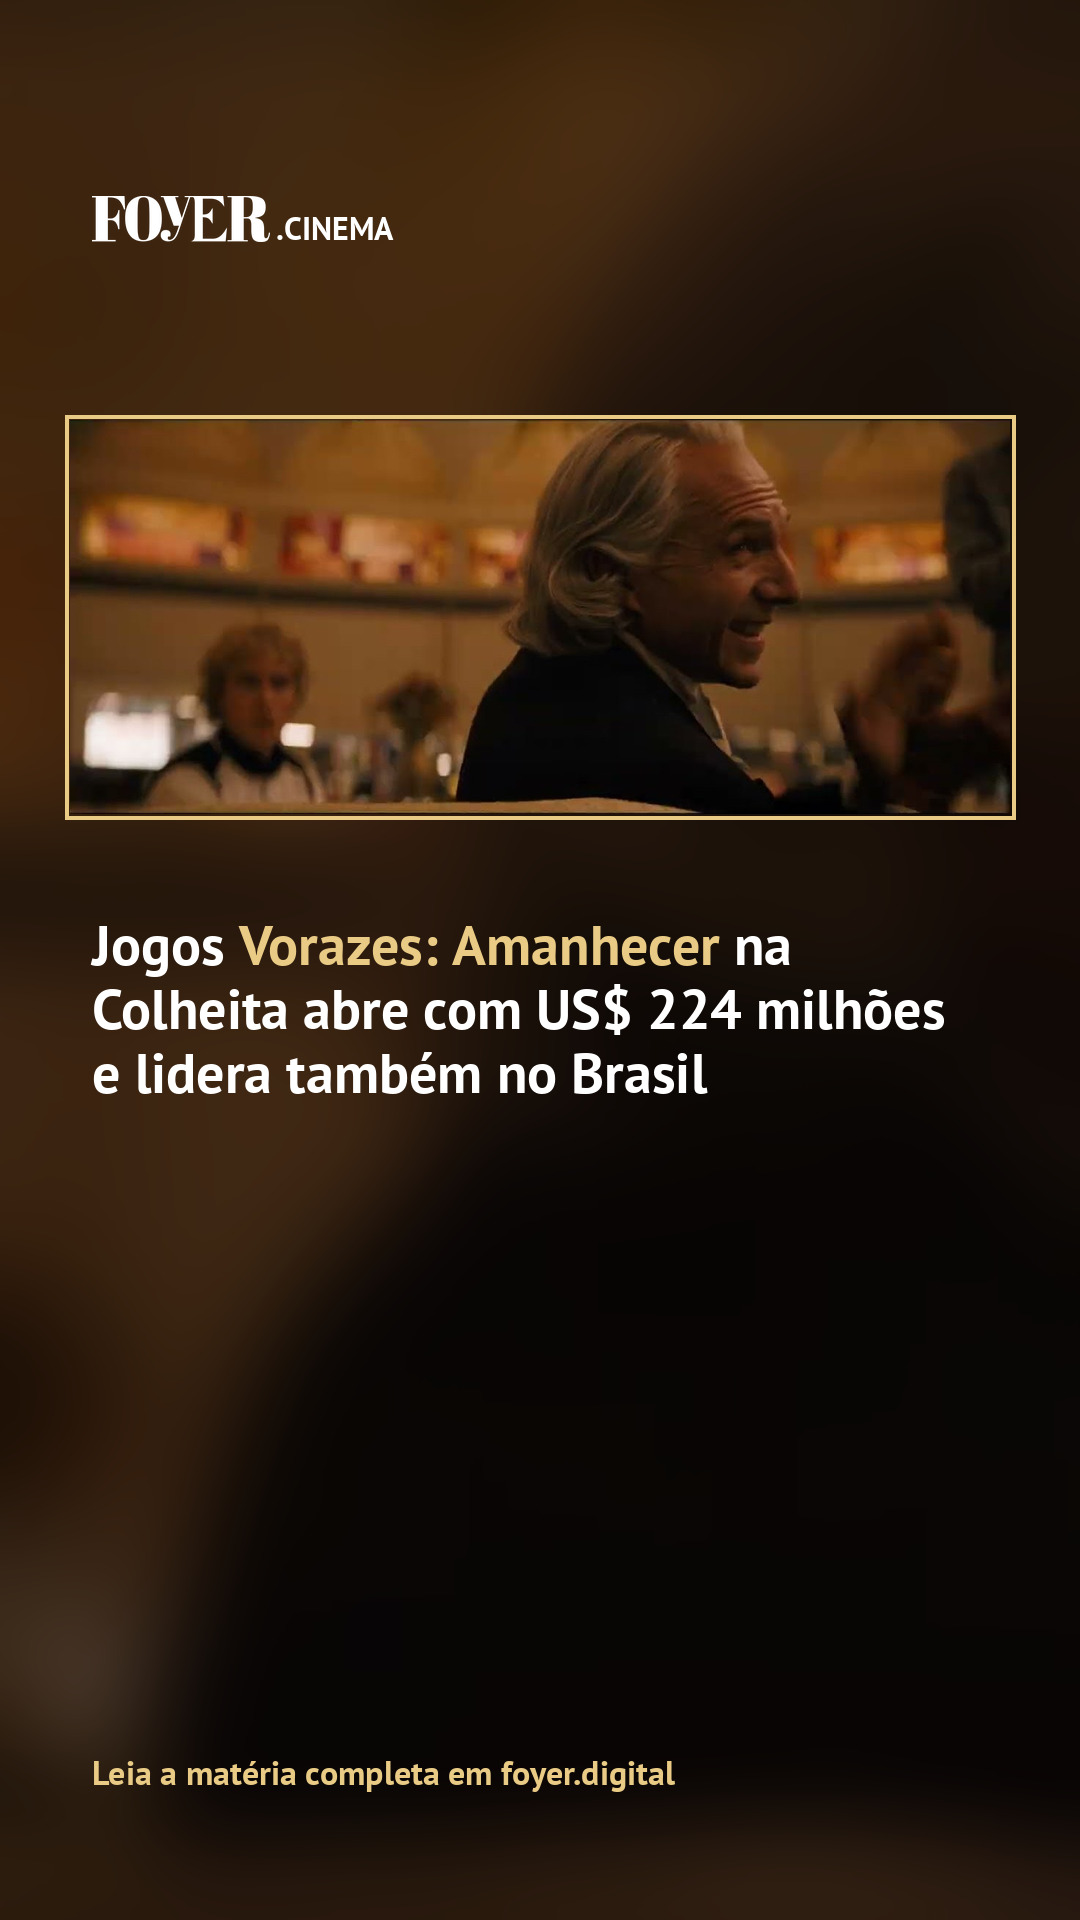 FOYER .CINEMA
Jogos Vorazes: Amanhecer na
Colheita abre com US$ 224 milhões
e lidera também no Brasil
Leia a matéria completa em foyer.digital